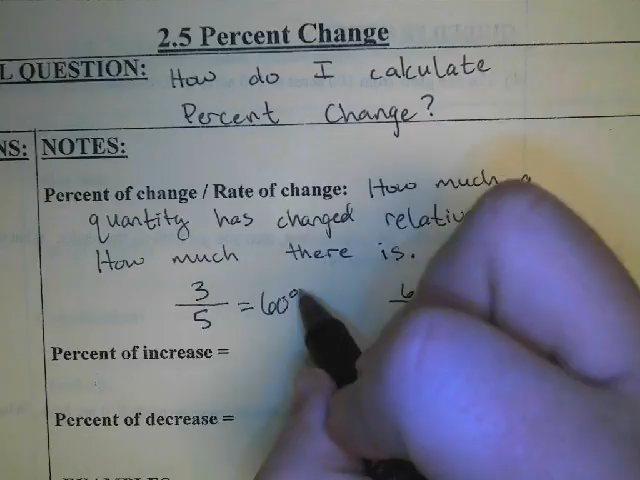 2.5 Percent Change
L QUESTION: How do I calculate
Percent Change?
NS: NOTES:
Percent of change / Rate of change: How much a
quantity has changed
How much there is.
3
5 = 60%
6
Percent of increase =
Percent of decrease =